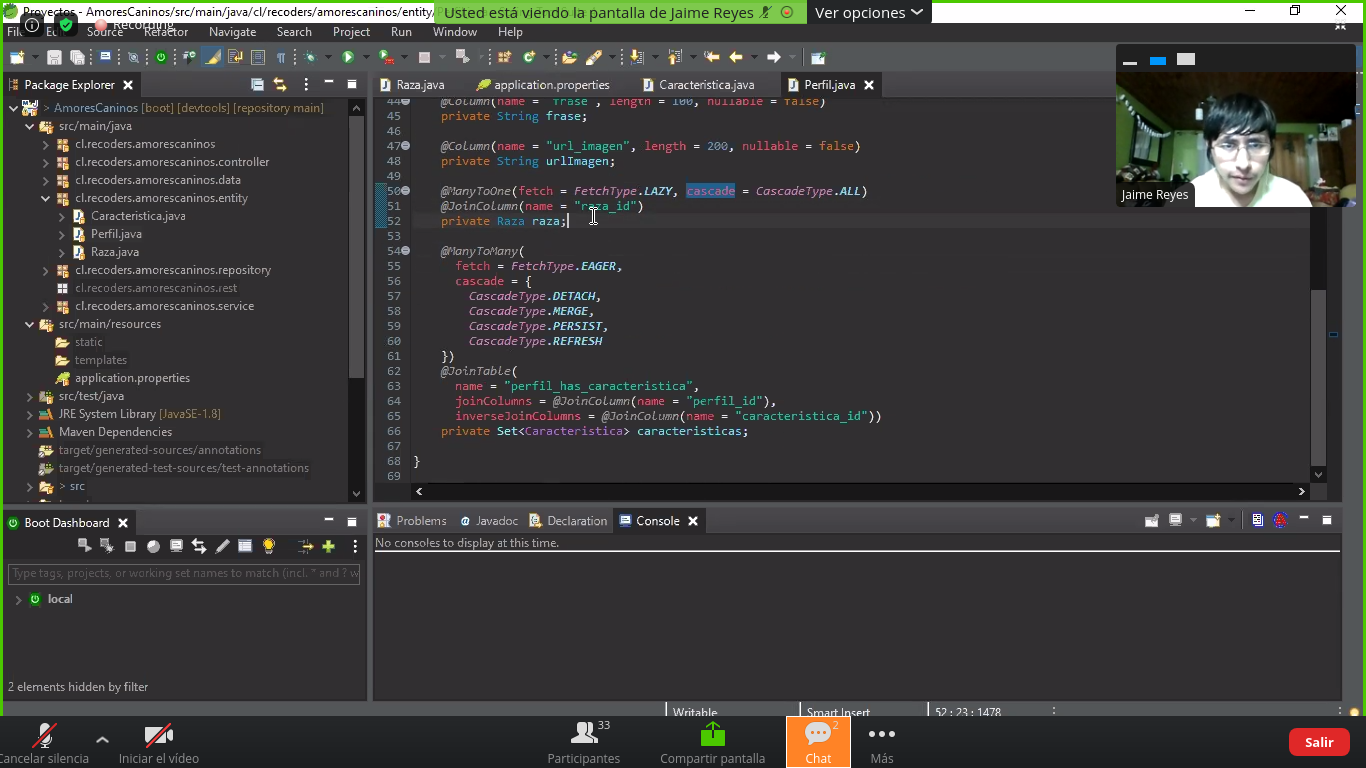 Proyectos - AmoresCaninos/src/main/java/cl/recoders/amorescaninos/entity/
Usted está viendo la pantalla de Jaime Reyes
Ver opciones
Recording
Source Refactor Navigate Search Project Run Window Help
Package Explorer
Raza.java
application.properties
Caracteristica.java
Perfil.java
> AmoresCaninos [boot] [devtools] [repository main]
src/main/java
cl.recoders.amorescaninos
cl.recoders.amorescaninos.controller
cl.recoders.amorescaninos.data
cl.recoders.amorescaninos.entity
Caracteristica.java
Perfil.java
Raza.java
cl.recoders.amorescaninos.repository
cl.recoders.amorescaninos.rest
cl.recoders.amorescaninos.service
src/main/resources
static
templates
application.properties
src/test/java
JRE System Library [JavaSE-1.8]
Maven Dependencies
target/generated-sources/annotations
target/generated-test-sources/test-annotations
> src
44 @Column(name = "frase", length = 100, nullable = false)
45 private String frase;
46
47 @Column(name = "url_imagen", length = 200, nullable = false)
48 private String urlImagen;
49
50 @ManyToOne(fetch = FetchType.LAZY, cascade = CascadeType.ALL)
51 @JoinColumn(name = "raza_id")
52 private Raza raza;
53
54 @ManyToMany(
55 fetch = FetchType.EAGER,
56 cascade = {
57 CascadeType.DETACH,
58 CascadeType.MERGE,
59 CascadeType.PERSIST,
60 CascadeType.REFRESH
61 })
62 @JoinTable(
63 name = "perfil_has_caracteristica",
64 joinColumns = @JoinColumn(name = "perfil_id"),
65 inverseJoinColumns = @JoinColumn(name = "caracteristica_id"))
66 private Set<Caracteristica> caracteristicas;
67
68 }
69
Jaime Reyes
Boot Dashboard
Type tags, projects, or working set names to match (incl. * and ? w
local
2 elements hidden by filter
Problems
Javadoc
Declaration
Console
No consoles to display at this time.
Writable
Smart Insert
52 : 23 : 1478
Cancelar silencia
Iniciar el vídeo
33
Participantes
Compartir pantalla
2
Chat
Más
Salir